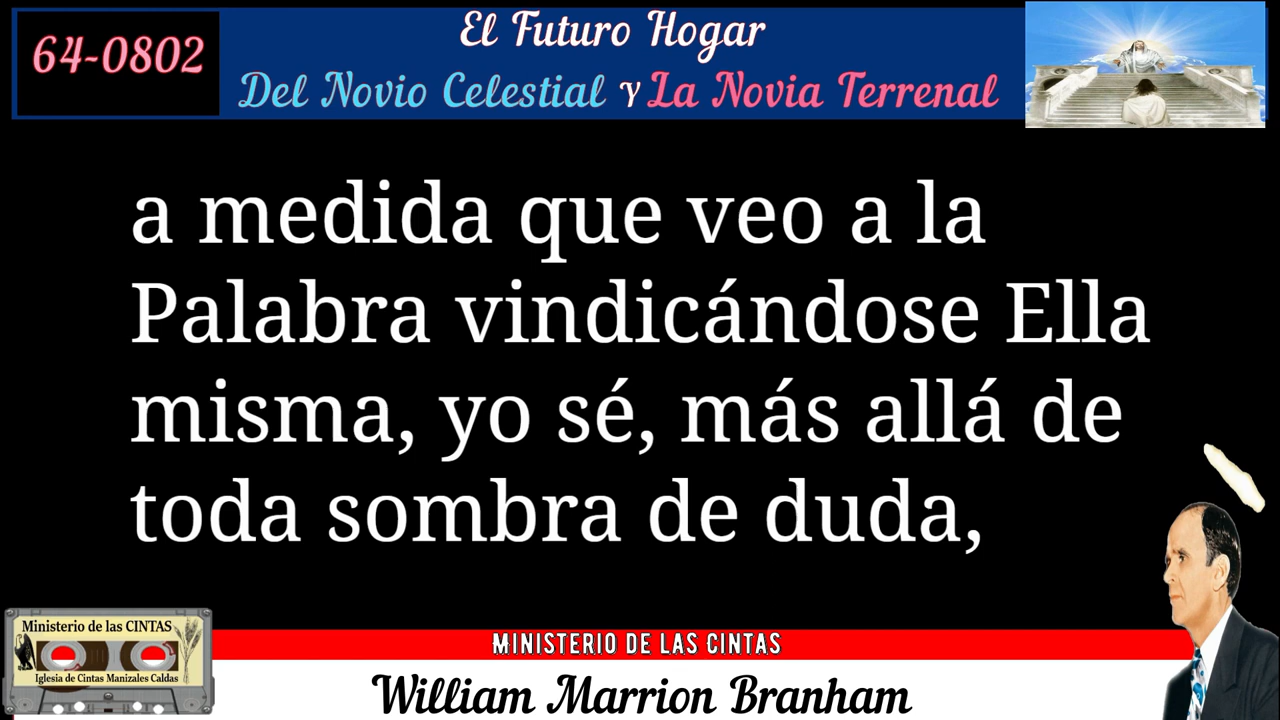 64-0802
El Futuro Hogar
Del Novio Celestial Y La Novia Terrenal
a medida que veo a la
Palabra vindicándose Ella
misma, yo sé, más allá de
toda sombra de duda,
Ministerio de las CINTAS
Iglesia de Cintas Manizales Caldas
MINISTERIO DE LAS CINTAS
William Marrion Branham